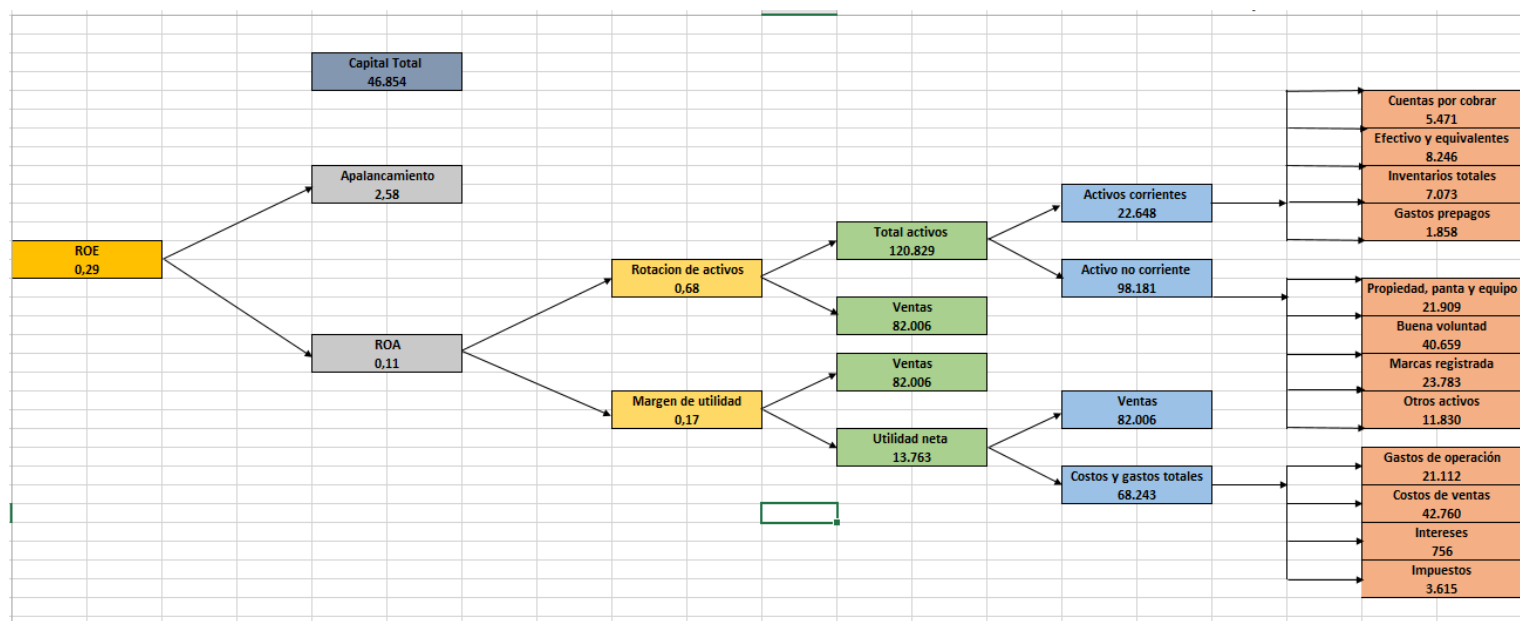 Capital Total
46.854
Apalancamiento
2,58
ROE
0,29
ROA
0,11
Rotacion de activos
0,68
Margen de utilidad
0,17
Total activos
120.829
Ventas
82.006
Ventas
82.006
Utilidad neta
13.763
Activos corrientes
22.648
Activo no corriente
98.181
Ventas
82.006
Costos y gastos totales
68.243
Cuentas por cobrar
5.471
Efectivo y equivalentes
8.246
Inventarios totales
7.073
Gastos prepagos
1.858
Propiedad, panta y equipo
21.909
Buena voluntad
40.659
Marcas registrada
23.783
Otros activos
11.830
Gastos de operación
21.112
Costos de ventas
42.760
Intereses
756
Impuestos
3.615